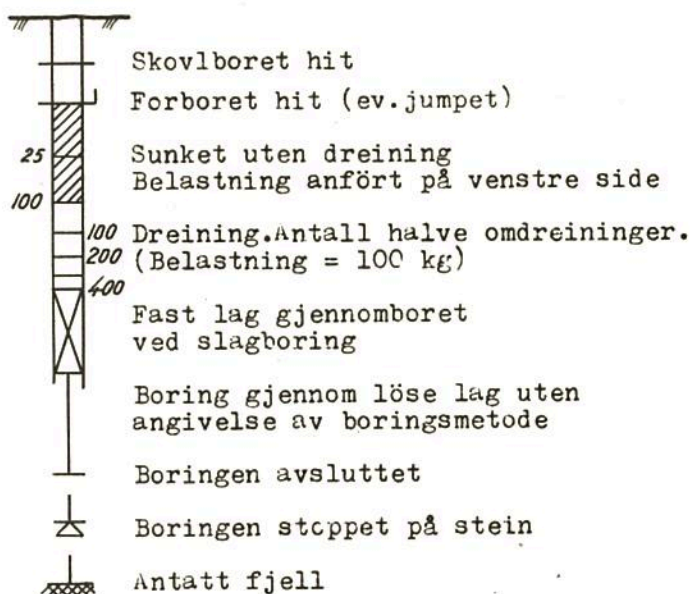 Skovlboret hit
Forboret hit (ev.jumpet)
25 Sunket uten dreining
Belastning anfört på venstre side
100
100 Dreining.Antall halve omdreininger.
200 (Belastning = 100 kg)
400
Fast lag gjennomboret
ved slagboring
Boring gjennom löse lag uten
angivelse av boringsmetode
Boringen avsluttet
Boringen stoppet på stein
Antatt fjell